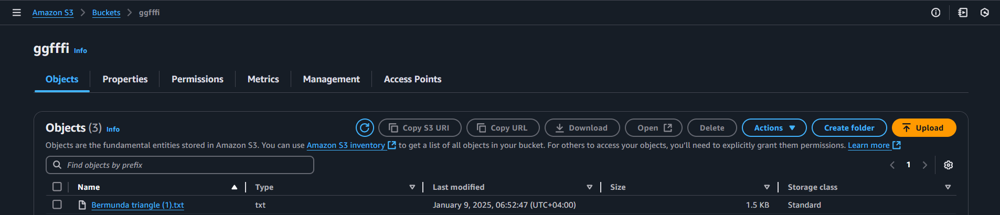 Amazon S3 > Buckets > ggfffi
ggfffi Info
Objects Properties Permissions Metrics Management Access Points
Objects (3) Info Copy S3 URI Copy URL Download Open Delete Actions Create folder Upload
Objects are the fundamental entities stored in Amazon S3. You can use Amazon S3 inventory to get a list of all objects in your bucket. For others to access your objects, you'll need to explicitly grant them permissions. Learn more
Find objects by prefix 1
Name Type Last modified Size Storage class
Bermunda triangle (1).txt txt January 9, 2025, 06:52:47 (UTC+04:00) 1.5 KB Standard